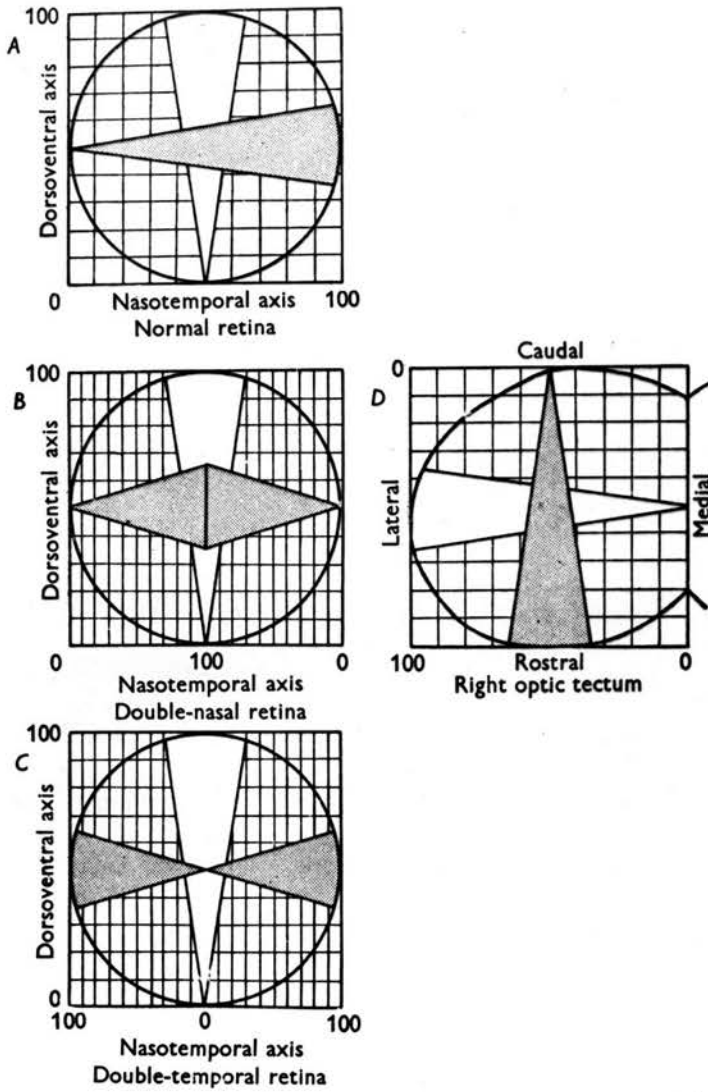 A
100
Dorsoventral axis
0
Nasotemporal axis
100
Normal retina
B
100
Dorsoventral axis
0
0
100
0
Nasotemporal axis
Double-nasal retina
C
100
Dorsoventral axis
0
100
0
100
Nasotemporal axis
Double-temporal retina
Caudal
D
0
Lateral
Medial
100
Rostral
0
Right optic tectum